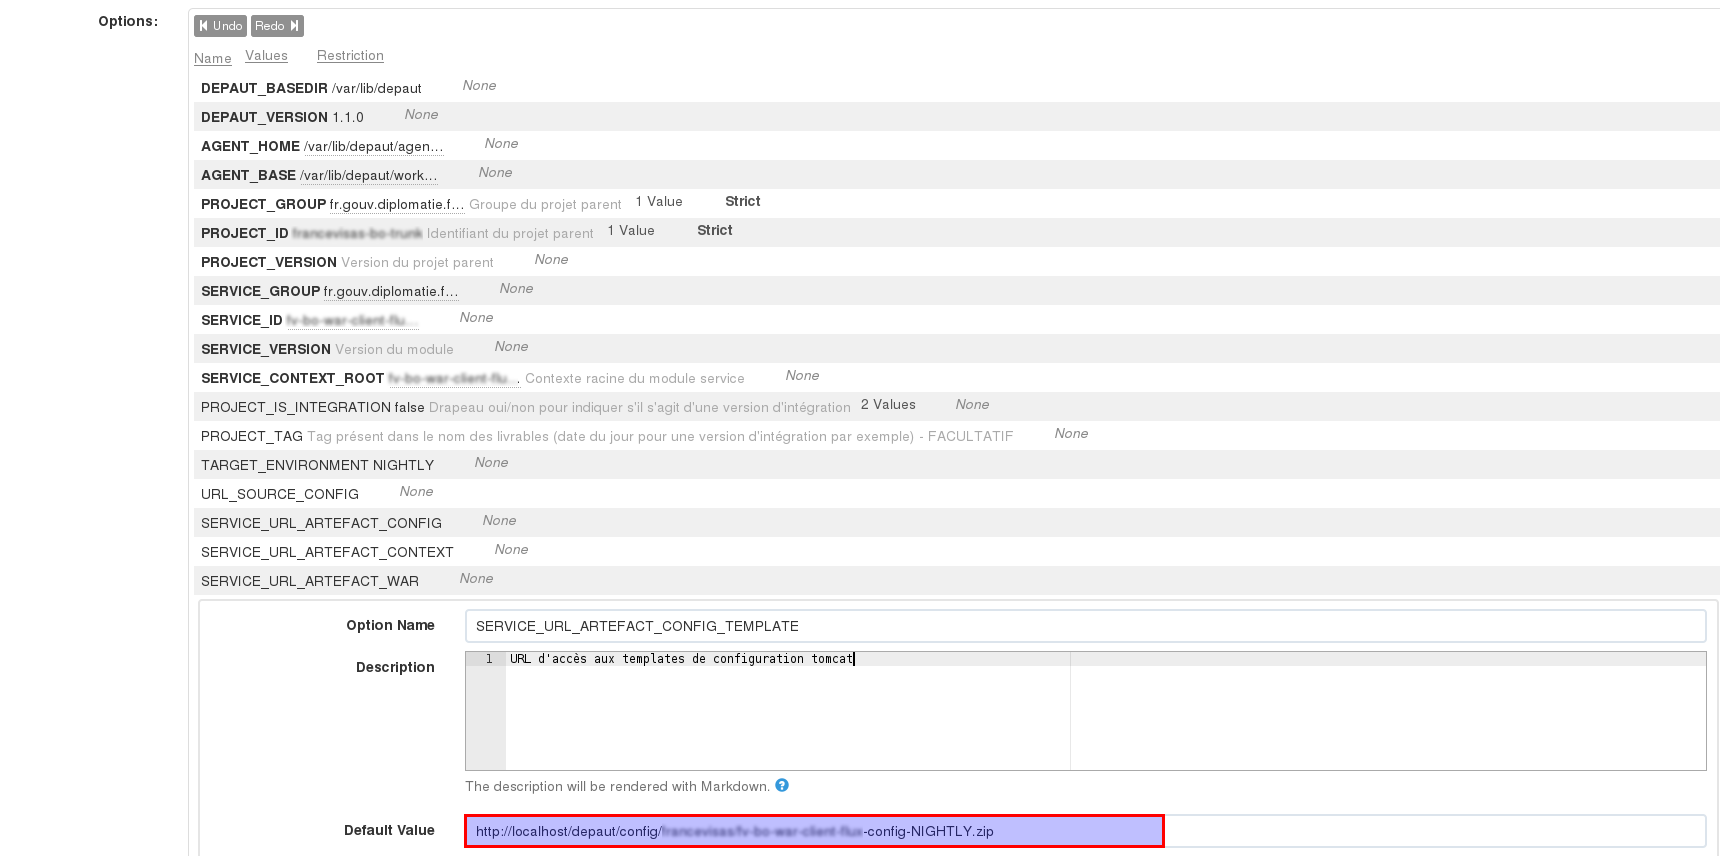 Options:
Undo Redo
Name Values Restriction
DEPAUT_BASEDIR /var/lib/depaut None
DEPAUT_VERSION 1.1.0 None
AGENT_HOME /var/lib/depaut/agen... None
AGENT_BASE /var/lib/depaut/work... None
PROJECT_GROUP fr.gouv.diplomatie.f... Groupe du projet parent 1 Value Strict
PROJECT_ID Identifiant du projet parent 1 Value Strict
PROJECT_VERSION Version du projet parent None
SERVICE_GROUP fr.gouv.diplomatie.f... None
SERVICE_ID None
SERVICE_VERSION Version du module None
SERVICE_CONTEXT_ROOT Contexte racine du module service None
PROJECT_IS_INTEGRATION false Drapeau oui/non pour indiquer s'il s'agit d'une version d'intégration 2 Values None
PROJECT_TAG Tag présent dans le nom des livrables (date du jour pour une version d'intégration par exemple) - FACULTATIF None
TARGET_ENVIRONMENT NIGHTLY None
URL_SOURCE_CONFIG None
SERVICE_URL_ARTEFACT_CONFIG None
SERVICE_URL_ARTEFACT_CONTEXT None
SERVICE_URL_ARTEFACT_WAR None
Option Name SERVICE_URL_ARTEFACT_CONFIG_TEMPLATE
Description 1 URL d'accès aux templates de configuration tomcat
The description will be rendered with Markdown. ?
Default Value http://localhost/depaut/config/ -config-NIGHTLY.zip